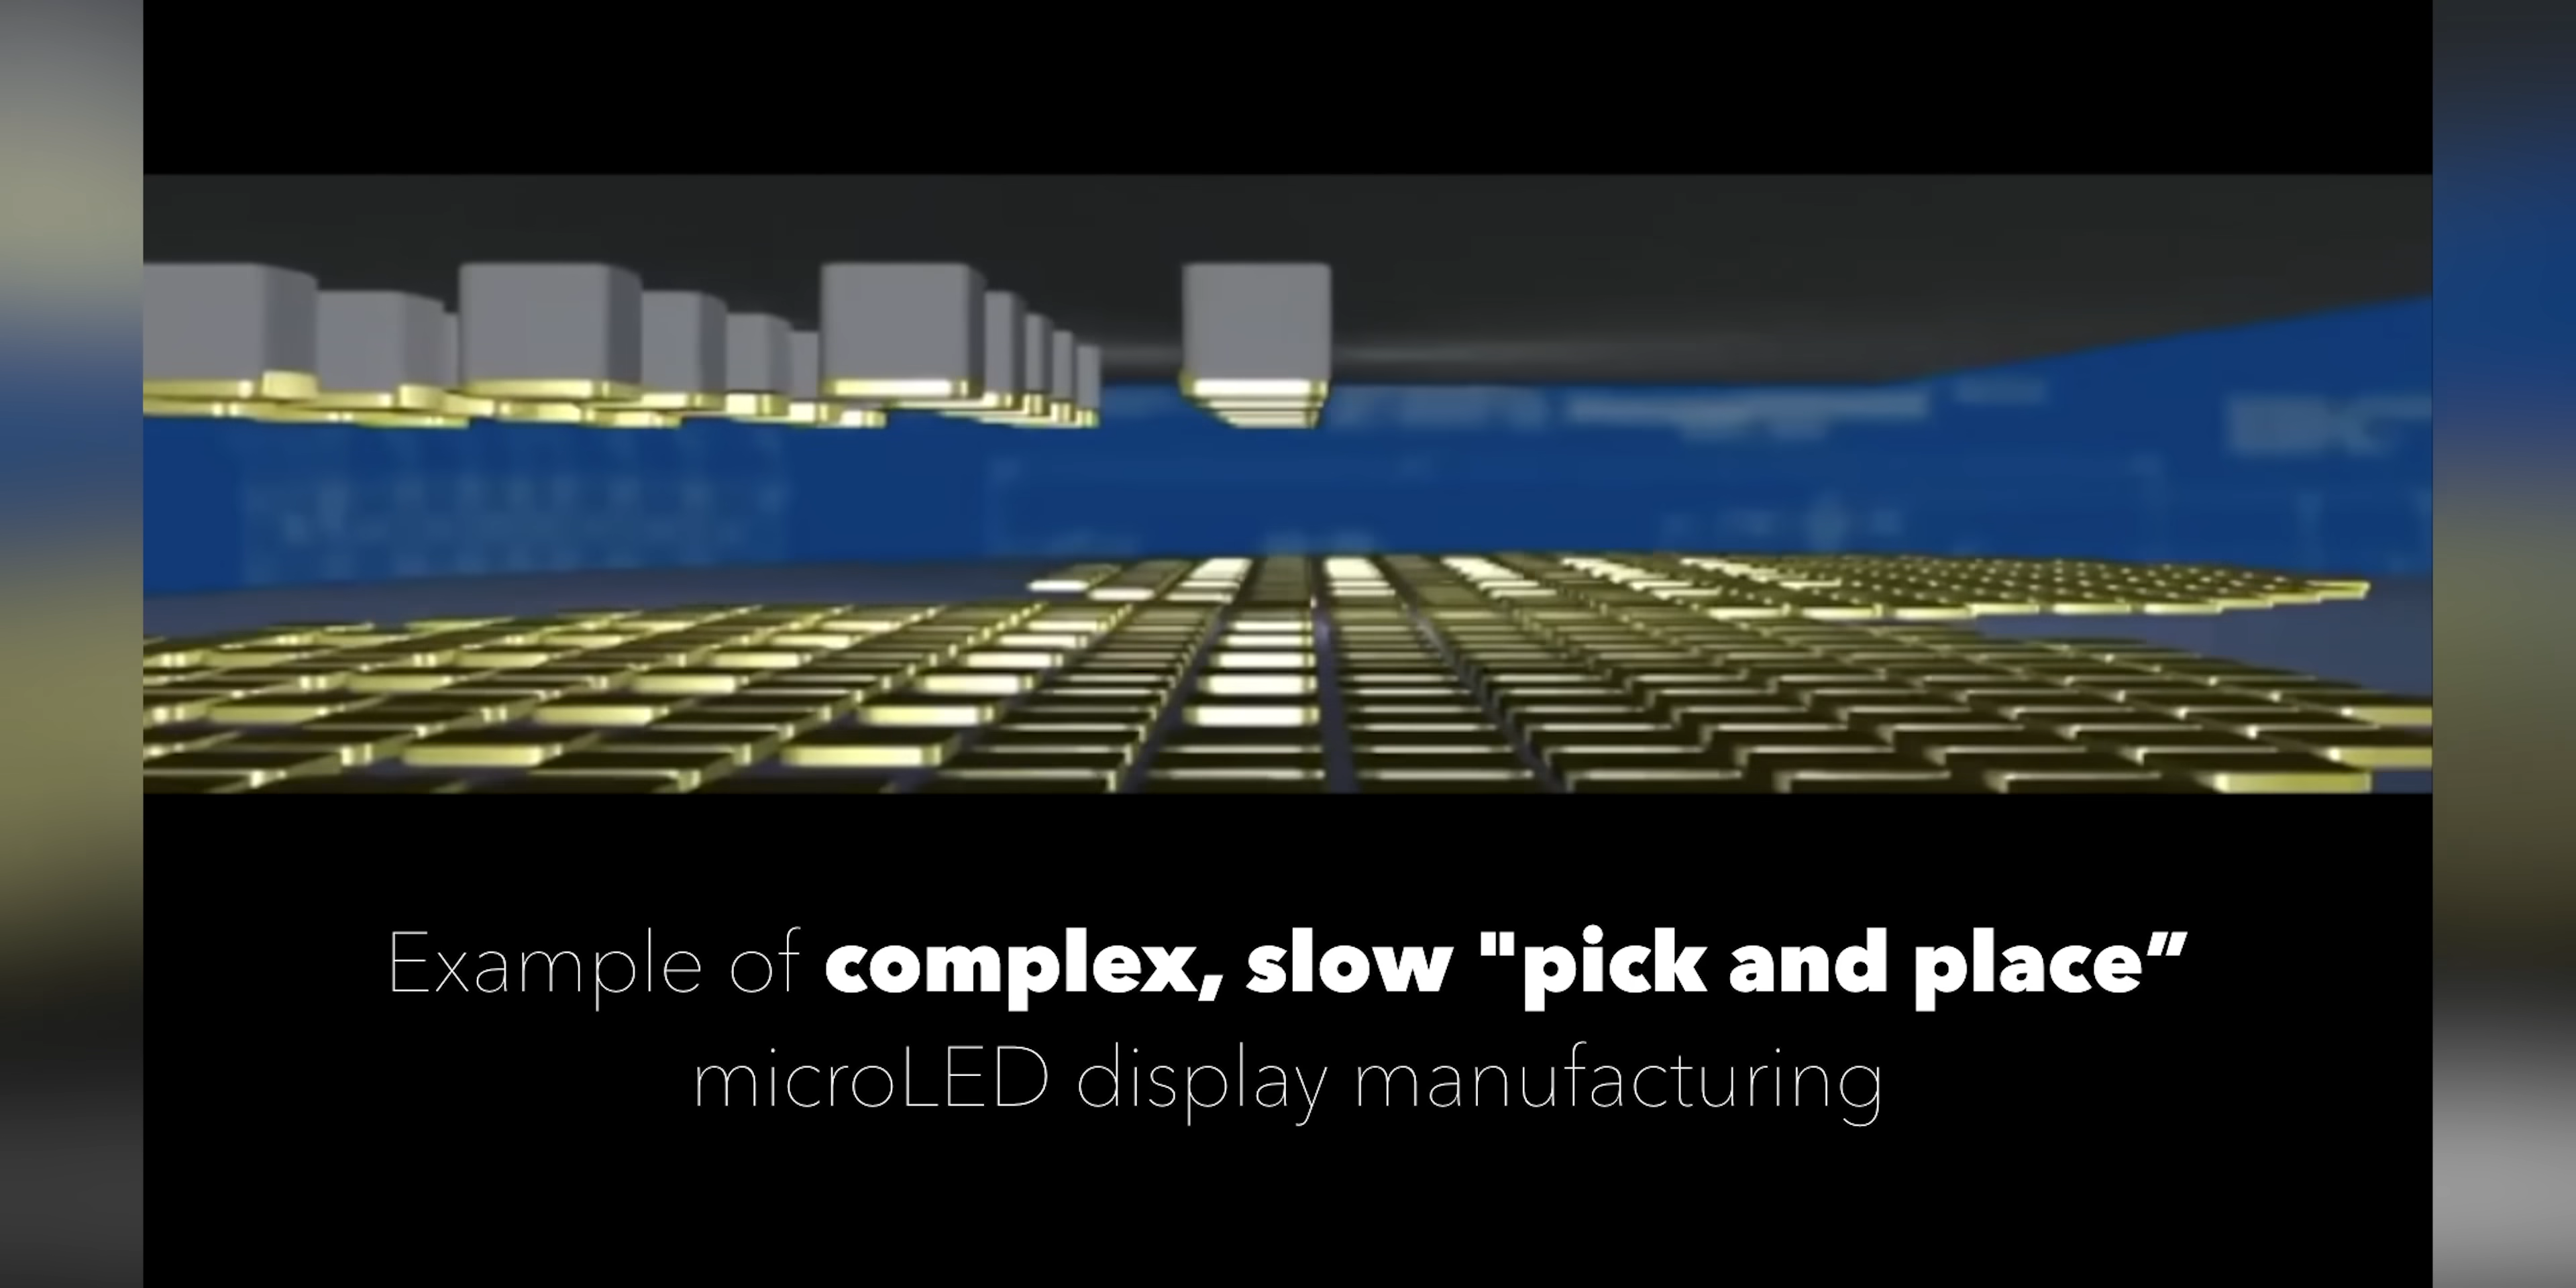 Example of complex, slow "pick and place”
microLED display manufacturing